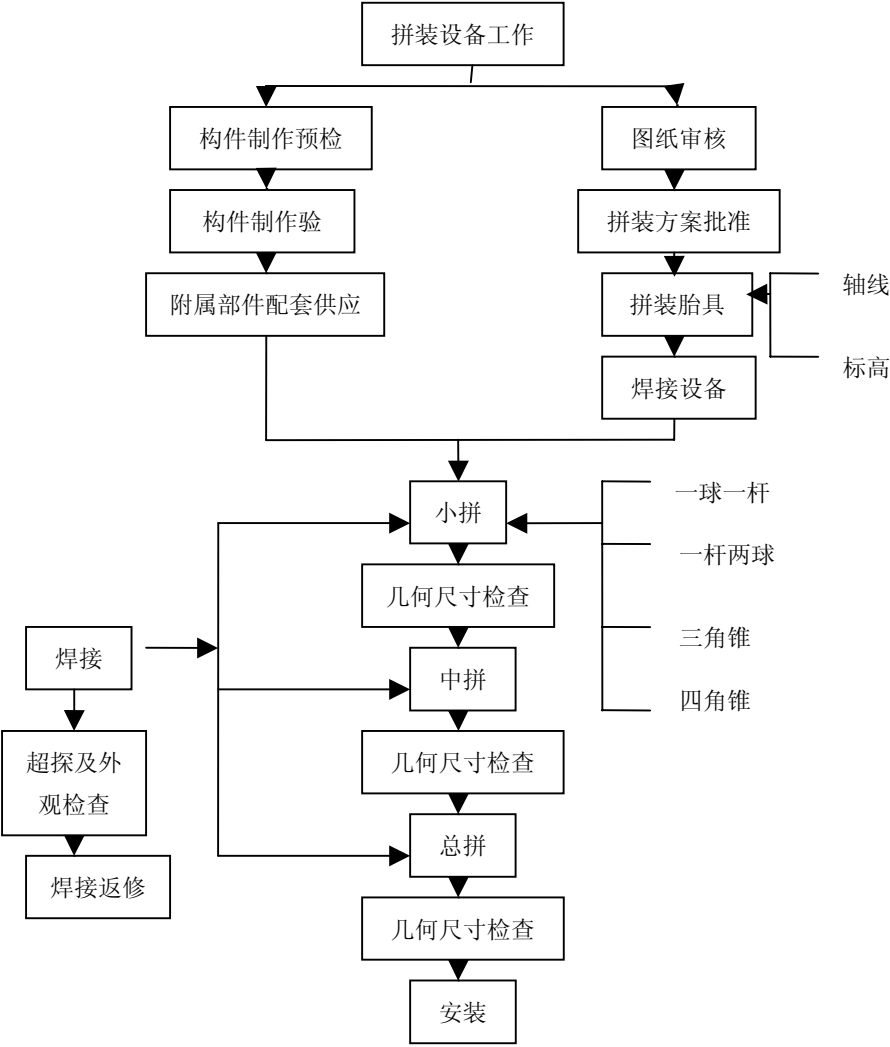 拼装设备工作
构件制作预检
图纸审核
构件制作验
拼装方案批准
附属部件配套供应
拼装胎具
轴线
标高
焊接设备
小拼
一球一杆
一杆两球
几何尺寸检查
三角锥
焊接
中拼
四角锥
超探及外
观检查
几何尺寸检查
总拼
焊接返修
几何尺寸检查
安装